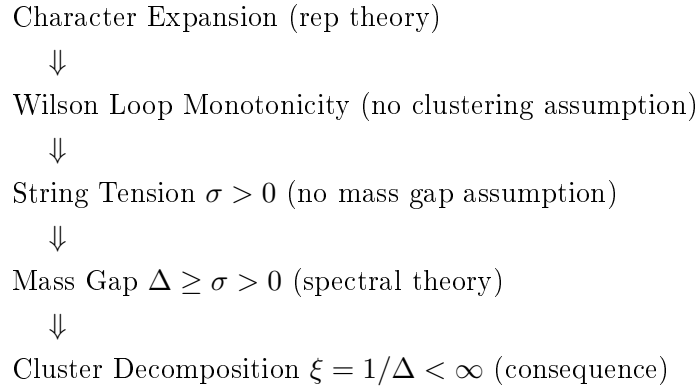 Character Expansion (rep theory)
⇓
Wilson Loop Monotonicity (no clustering assumption)
⇓
String Tension σ > 0 (no mass gap assumption)
⇓
Mass Gap Δ ≥ σ > 0 (spectral theory)
⇓
Cluster Decomposition ξ = 1/Δ < ∞ (consequence)